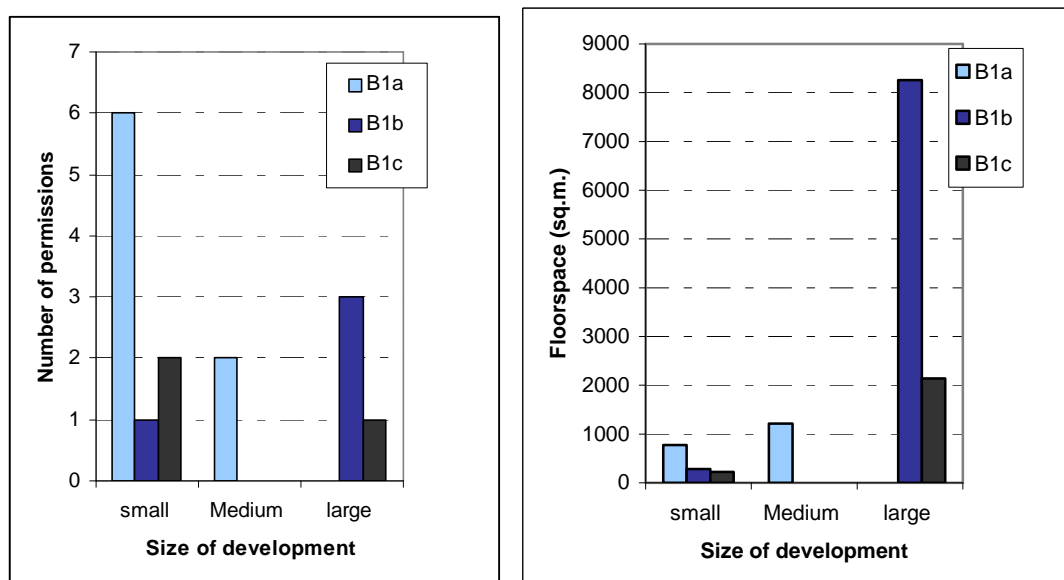 7
6
5
4
3
2
1
0
Number of permissions
small
Medium
large
Size of development
B1a
B1b
B1c
9000
8000
7000
6000
5000
4000
3000
2000
1000
0
Floorspace (sq.m.)
small
Medium
large
Size of development
B1a
B1b
B1c